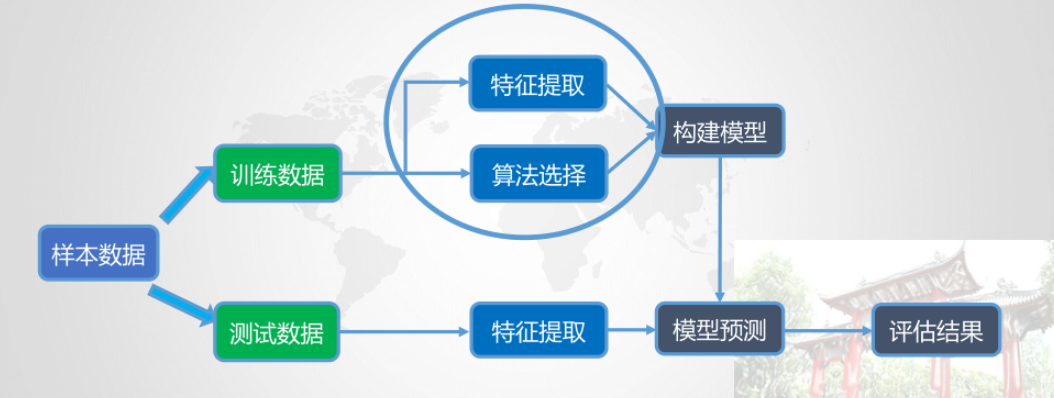 特征提取
构建模型
训练数据
算法选择
样本数据
测试数据
特征提取
模型预测
评估结果